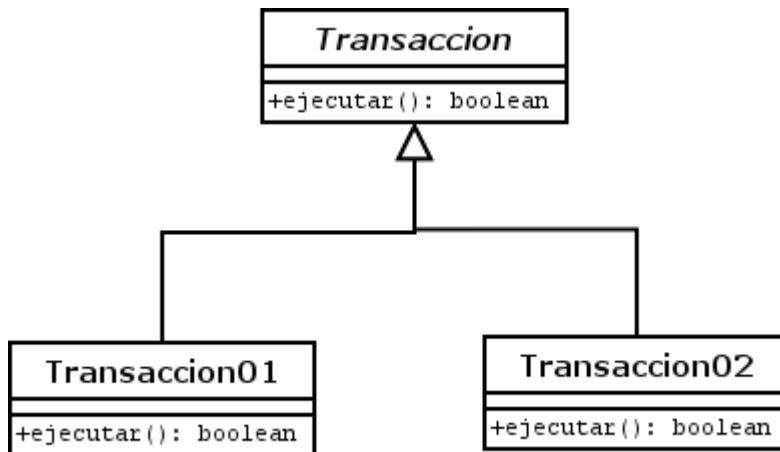 Transaccion
+ejecutar(): boolean
Transaccion01
+ejecutar(): boolean
Transaccion02
+ejecutar(): boolean